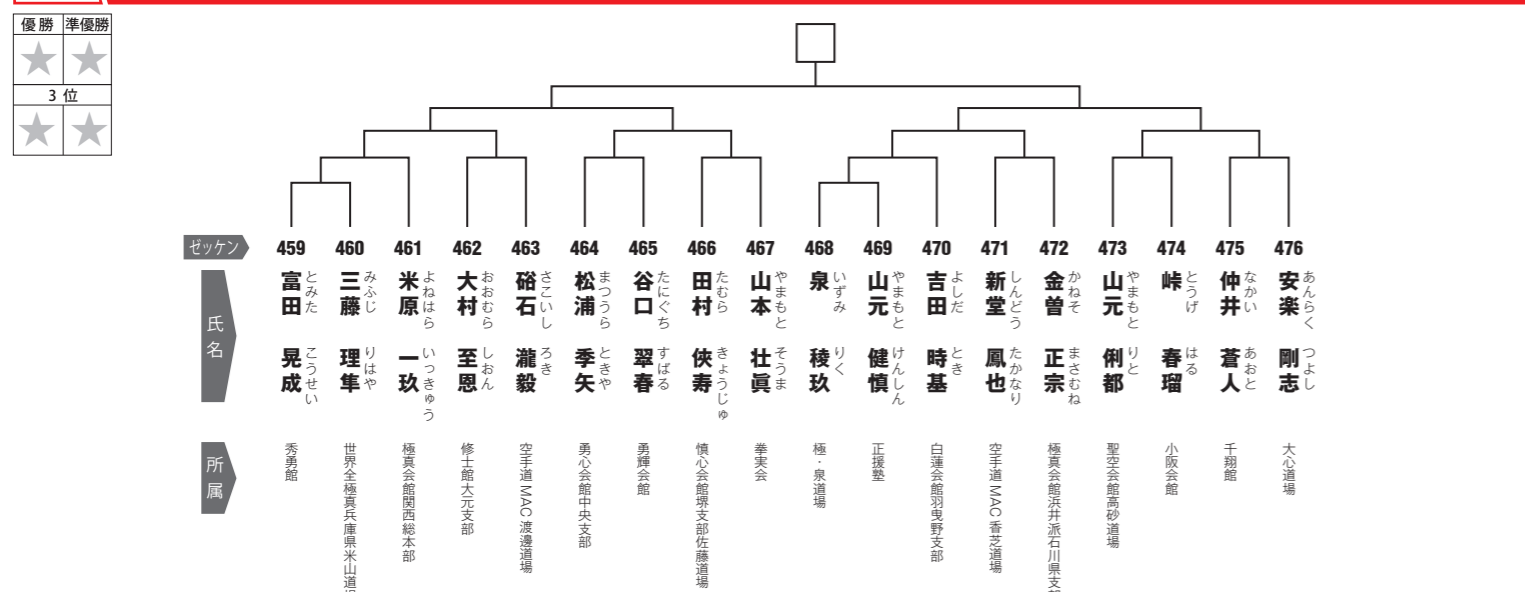 優勝 準優勝
3位
ゼッケン 459 460 461 462 463 464 465 466 467 468 469 470 471 472 473 474 475 476
氏名
富田 晃成 とみた こうせい
三藤 理隼 みふじ りはや
米原 一玖 よねはら いっきゅう
大村 至恩 おおむら しおん
硲石 瀧毅 さこいし ろき
松浦 季矢 まつうら ときや
谷口 翠春 たにぐち すばる
田村 俠寿 たむら きょうじゅ
山本 壮眞 やまもと そうま
泉 稜玖 いずみ りく
山元 健慎 やまもと けんしん
吉田 時基 よしだ とき
新堂 鳳也 しんどう たかなり
金曽 正宗 かねそ まさむね
山元 俐都 やまもと りと
峠 春瑠 とうげ はる
仲井 蒼人 なかい あおと
安楽 剛志 あんらく つよし
所属
秀勇館
世界全極真兵庫県米山道場
極真会館関西総本部
修士館大元支部
空手道MAC渡邊道場
勇心会館中央支部
勇輝会館
慎心会館堺支部佐藤道場
拳実会
極・泉道場
正援塾
白蓮会館羽曳野支部
空手道MAC香芝道場
極真会館浜井派石川県支部
聖空会館高砂道場
小阪会館
千翔館
大心道場